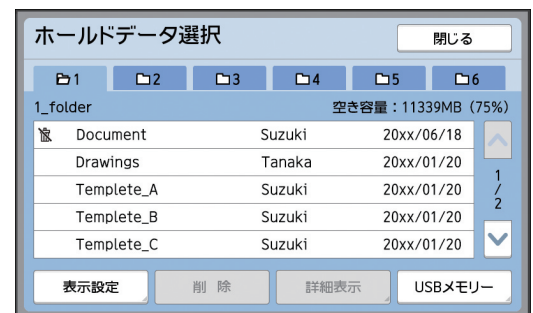 ホールドデータ選択 閉じる
1 2 3 4 5 6
1_folder 空き容量：11339MB（75%）
Document Suzuki 20xx/06/18
Drawings Tanaka 20xx/01/20
Templete_A Suzuki 20xx/01/20
Templete_B Suzuki 20xx/01/20
Templete_C Suzuki 20xx/01/20
1/2
表示設定 削 除 詳細表示 USBメモリー